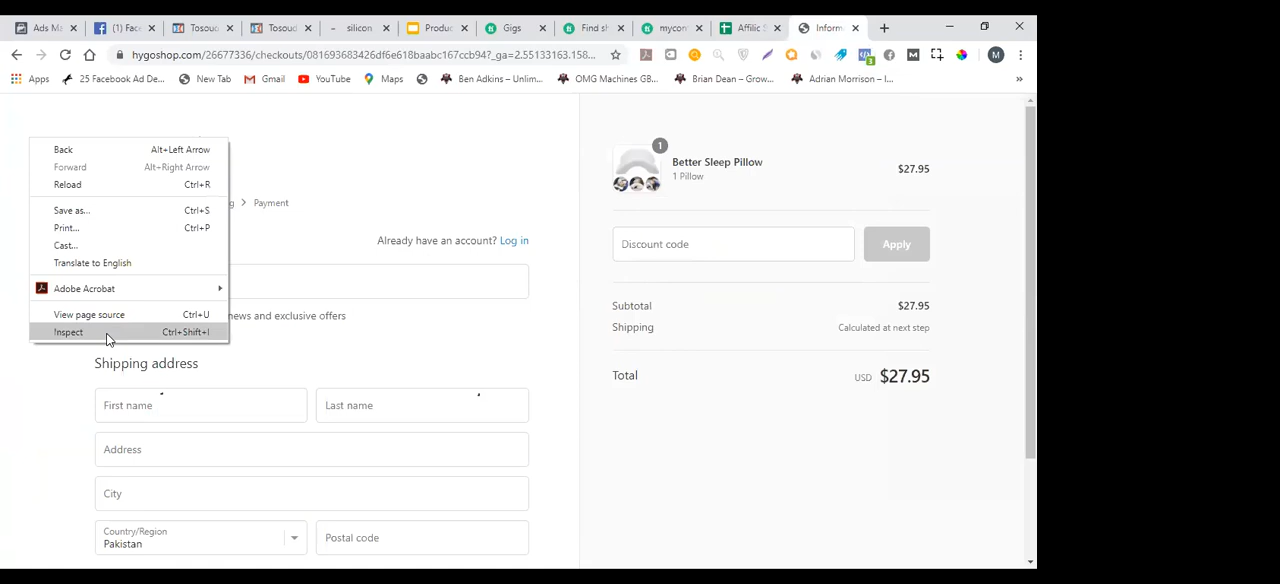 Ads Ma
(1) Fac
Tosoud
Tosoud
silicon
Produc
Gigs
Find sh
mycon
Affilic S
Inform
hygoshop.com/26677336/checkouts/081693683426df6e618baabc167ccb94?_ga=2.55133163.158...
M
Apps
25 Facebook Ad De...
New Tab
Gmail
YouTube
Maps
Ben Adkins – Unlim...
OMG Machines GB...
Brian Dean – Grow...
Adrian Morrison – I...
»
Back Alt+Left Arrow
Forward Alt+Right Arrow
Reload Ctrl+R
Save as... Ctrl+S
Print... Ctrl+P
Cast...
Translate to English
Adobe Acrobat
View page source Ctrl+U
Inspect Ctrl+Shift+I
g > Payment
Already have an account? Log in
news and exclusive offers
Shipping address
First name
Last name
Address
City
Country/Region
Pakistan
Postal code
1
Better Sleep Pillow
1 Pillow
$27.95
Discount code
Apply
Subtotal $27.95
Shipping Calculated at next step
Total USD $27.95